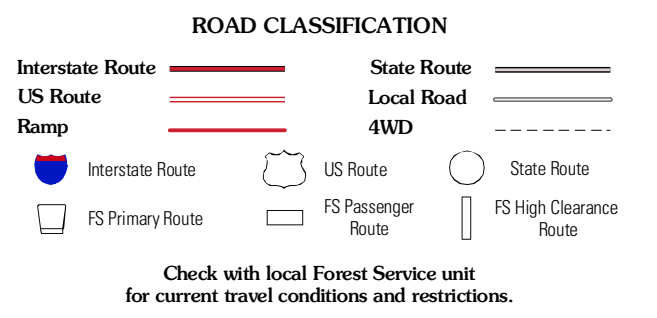 ROAD CLASSIFICATION
Interstate Route
State Route
US Route
Local Road
Ramp
4WD
Interstate Route
US Route
State Route
FS Primary Route
FS Passenger
Route
FS High Clearance
Route
Check with local Forest Service unit
for current travel conditions and restrictions.